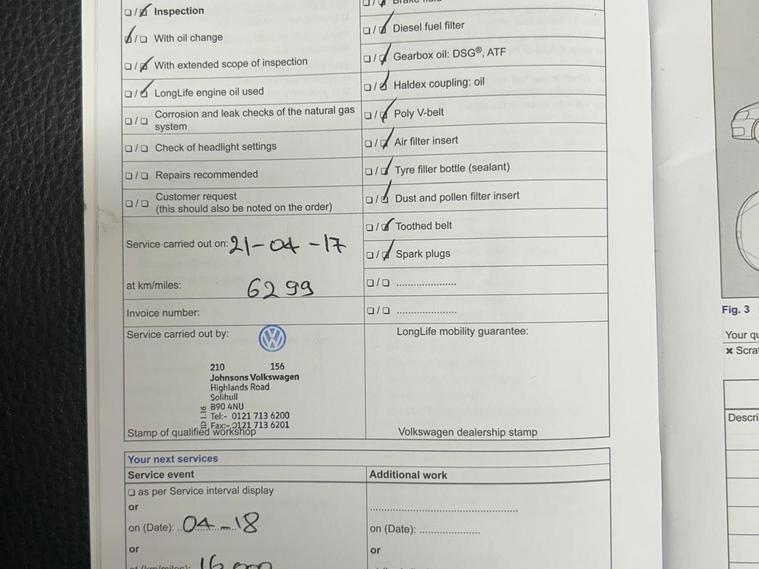 ☐/☑ Inspection
☑/☐ With oil change
☐/☑ With extended scope of inspection
☐/☑ LongLife engine oil used
☐/☐ Corrosion and leak checks of the natural gas
system
☐/☐ Check of headlight settings
☐/☐ Repairs recommended
☐/☐ Customer request
(this should also be noted on the order)
Service carried out on: 21-04-17
at km/miles: 6299
Invoice number:
Service carried out by:
210 156
Johnsons Volkswagen
Highlands Road
Solihull
B90 4NU
Tel:- 0121 713 6200
Fax:- 0121 713 6201
Stamp of qualified workshop
☐/☑ Diesel fuel filter
☐/☑ Gearbox oil: DSG®, ATF
☐/☑ Haldex coupling: oil
☐/☑ Poly V-belt
☐/☑ Air filter insert
☐/☑ Tyre filler bottle (sealant)
☐/☑ Dust and pollen filter insert
☐/☑ Toothed belt
☐/☑ Spark plugs
☐/☐ .....................
☐/☐ .....................
LongLife mobility guarantee:
Volkswagen dealership stamp
Your next services
Service event
☐ as per Service interval display
or
on (Date): 04-18
or
at (km/miles): 16 000
Additional work
..................................................
on (Date): .....................
or
Fig. 3
Your
✖
Descri